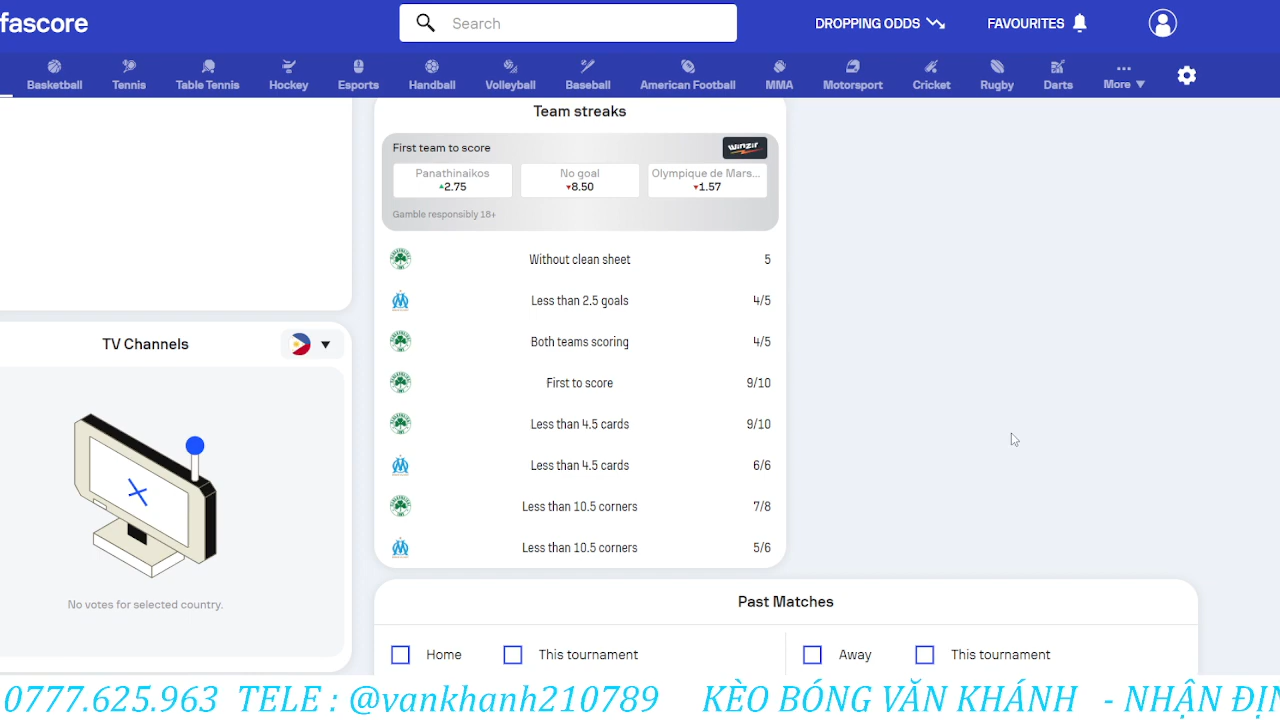 fascore
Search
DROPPING ODDS
FAVOURITES
Basketball
Tennis
Table Tennis
Hockey
Esports
Handball
Volleyball
Baseball
American Football
MMA
Motorsport
Cricket
Rugby
Darts
More
Team streaks
First team to score
winzir
Panathinaikos
2.75
No goal
8.50
Olympique de Mars...
1.57
Gamble responsibly 18+
Without clean sheet 5
Less than 2.5 goals 4/5
Both teams scoring 4/5
First to score 9/10
Less than 4.5 cards 9/10
Less than 4.5 cards 6/6
Less than 10.5 corners 7/8
Less than 10.5 corners 5/6
TV Channels
No votes for selected country.
Past Matches
Home
This tournament
Away
This tournament
0777.625.963 TELE : @vankhanh210789 KÈO BÓNG VĂN KHÁNH - NHẬN ĐỊN